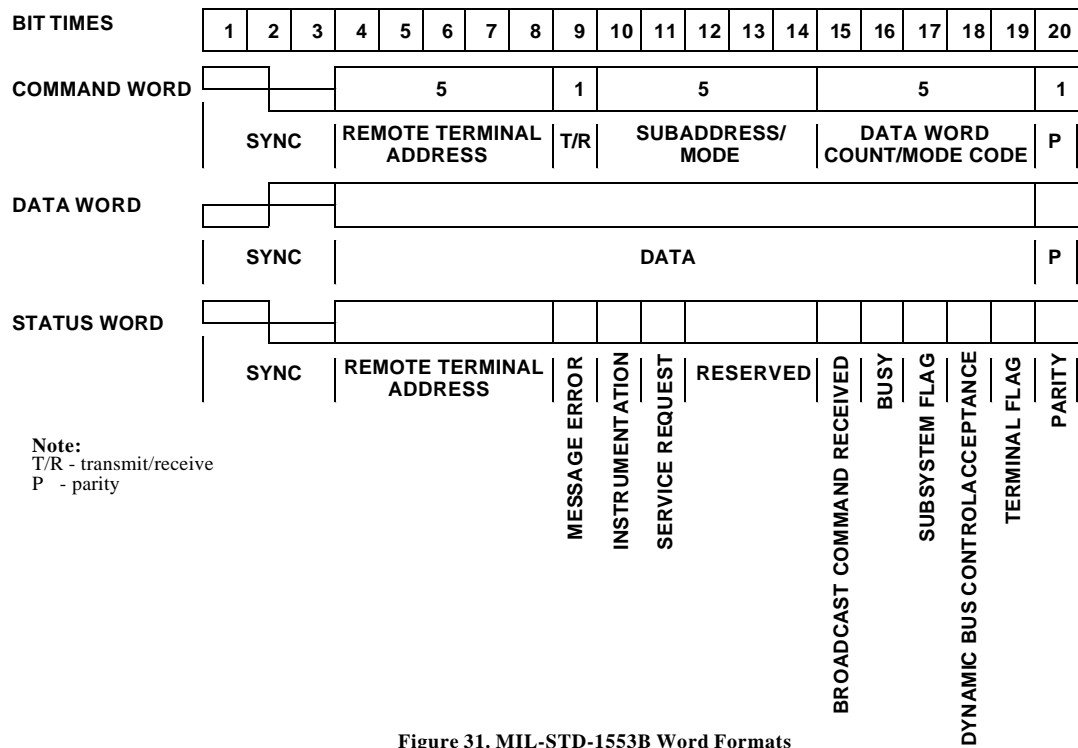 BIT TIMES 1 2 3 4 5 6 7 8 9 10 11 12 13 14 15 16 17 18 19 20
COMMAND WORD 5 1 5 5 1
SYNC REMOTE TERMINAL ADDRESS T/R SUBADDRESS/ MODE DATA WORD COUNT/MODE CODE P
DATA WORD
SYNC DATA P
STATUS WORD
SYNC REMOTE TERMINAL ADDRESS MESSAGE ERROR INSTRUMENTATION SERVICE REQUEST RESERVED BROADCAST COMMAND RECEIVED BUSY SUBSYSTEM FLAG DYNAMIC BUS CONTROLACCEPTANCE TERMINAL FLAG PARITY
Note:
T/R - transmit/receive
P - parity
Figure 31. MIL-STD-1553B Word Formats